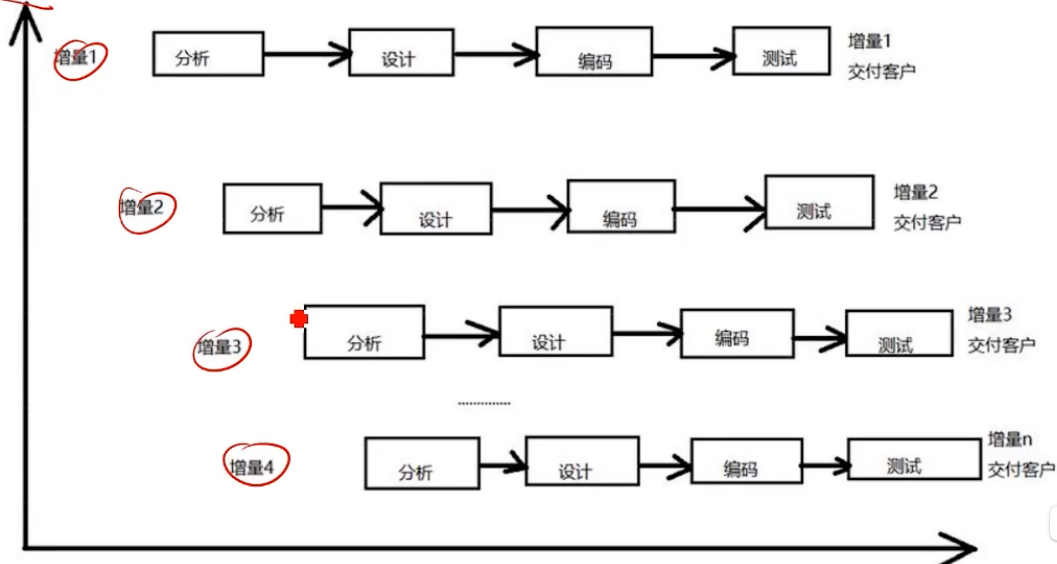 增量1
分析
设计
编码
测试
增量1
交付客户
增量2
分析
设计
编码
测试
增量2
交付客户
增量3
分析
设计
编码
测试
增量3
交付客户
..............
增量4
分析
设计
编码
测试
增量n
交付客户